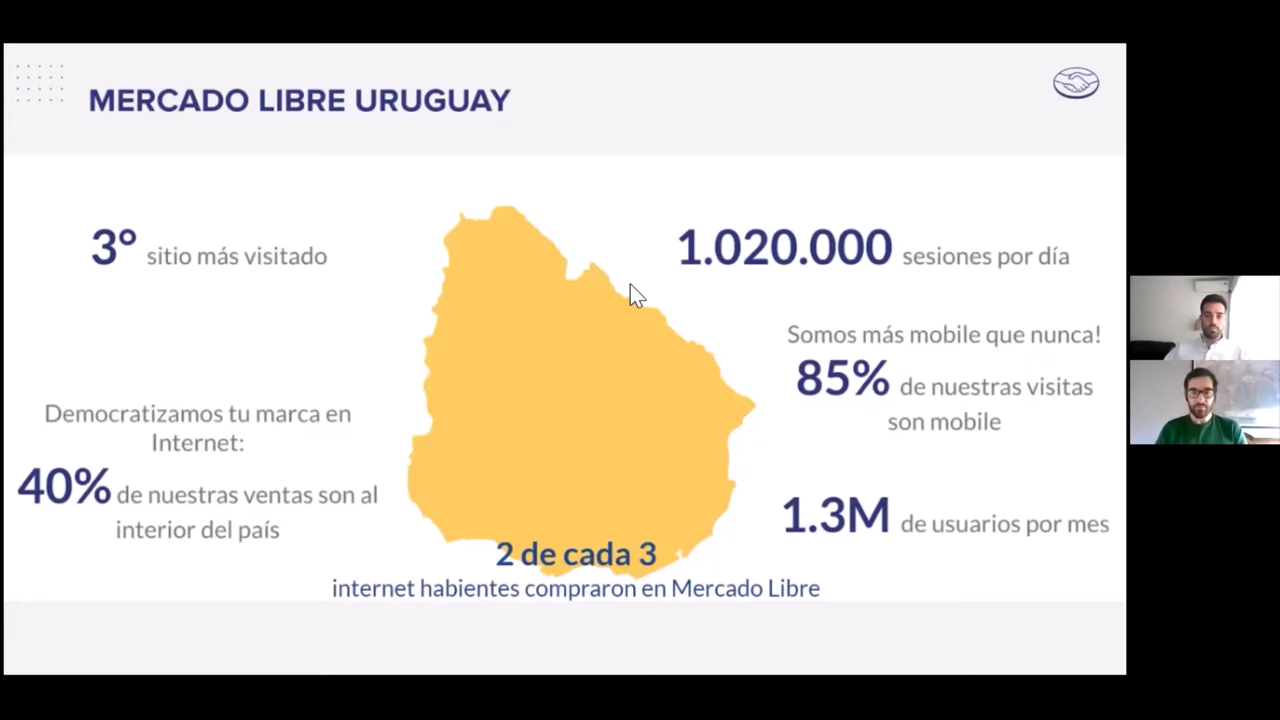 MERCADO LIBRE URUGUAY
3° sitio más visitado
1.020.000 sesiones por día
Somos más mobile que nunca!
85% de nuestras visitas
son mobile
Democratizamos tu marca en
Internet:
40% de nuestras ventas son al
interior del país
1.3M de usuarios por mes
2 de cada 3
internet habientes compraron en Mercado Libre